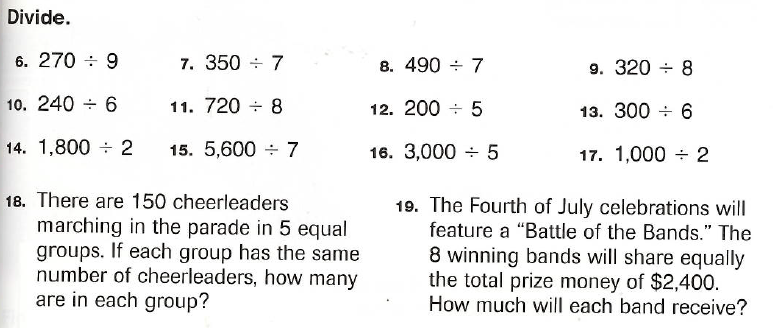 Divide.
6. 270 ÷ 9 7. 350 ÷ 7 8. 490 ÷ 7 9. 320 ÷ 8
10. 240 ÷ 6 11. 720 ÷ 8 12. 200 ÷ 5 13. 300 ÷ 6
14. 1,800 ÷ 2 15. 5,600 ÷ 7 16. 3,000 ÷ 5 17. 1,000 ÷ 2
18. There are 150 cheerleaders
marching in the parade in 5 equal
groups. If each group has the same
number of cheerleaders, how many
are in each group?
19. The Fourth of July celebrations will
feature a “Battle of the Bands.” The
8 winning bands will share equally
the total prize money of $2,400.
How much will each band receive?